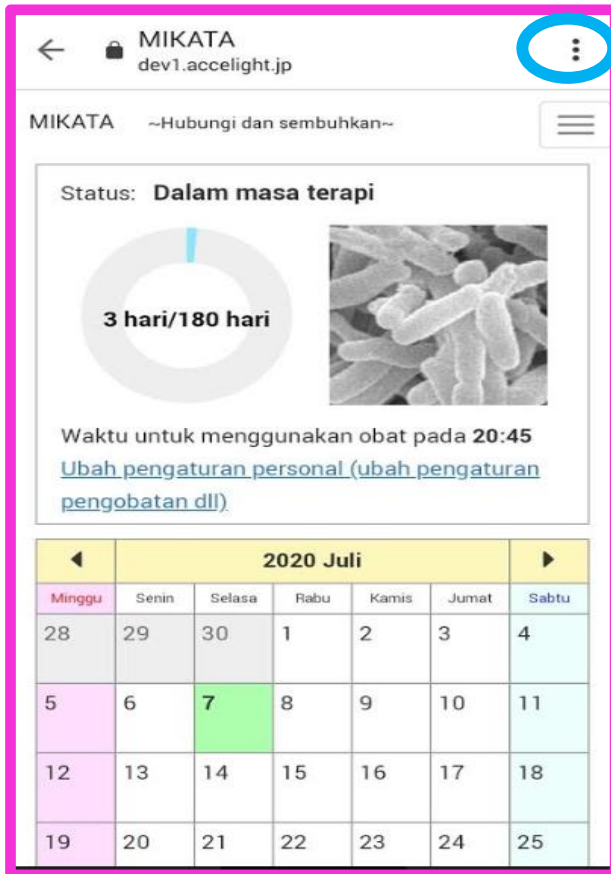 MIKATA
dev1.accelight.jp
MIKATA ~Hubungi dan sembuhkan~
Status: Dalam masa terapi
3 hari/180 hari
Waktu untuk menggunakan obat pada 20:45
Ubah pengaturan personal (ubah pengaturan
pengobatan dll)
2020 Juli
Minggu Senin Selasa Rabu Kamis Jumat Sabtu
28 29 30 1 2 3 4
5 6 7 8 9 10 11
12 13 14 15 16 17 18
19 20 21 22 23 24 25